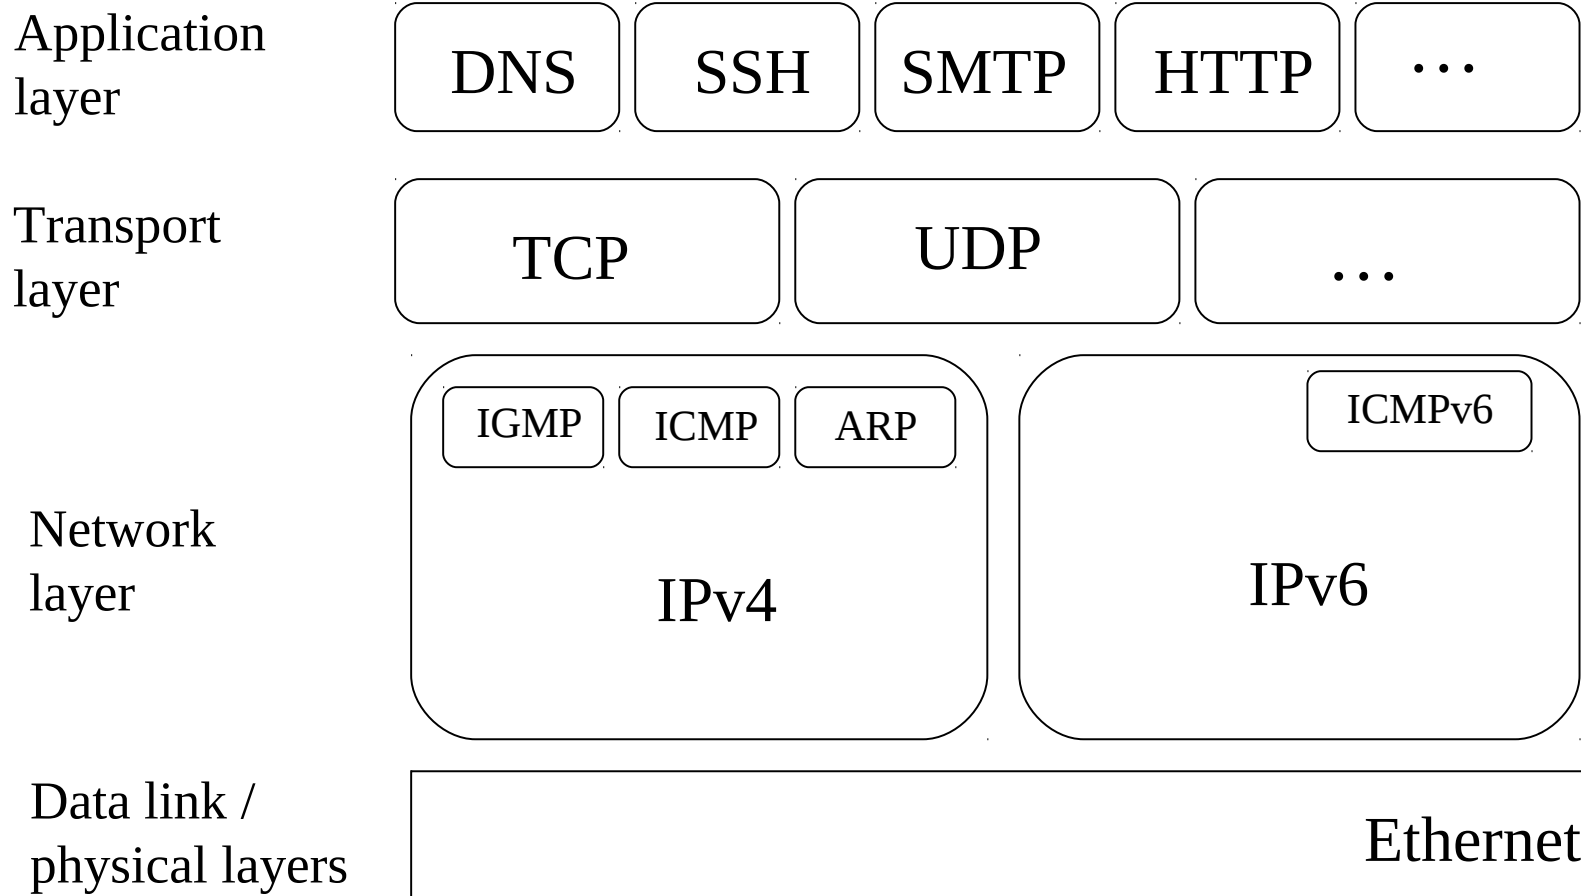 Application
layer
DNS
SSH
SMTP
HTTP
...
Transport
layer
TCP
UDP
...
IGMP
ICMP
ARP
ICMPv6
Network
layer
IPv4
IPv6
Data link /
physical layers
Ethernet